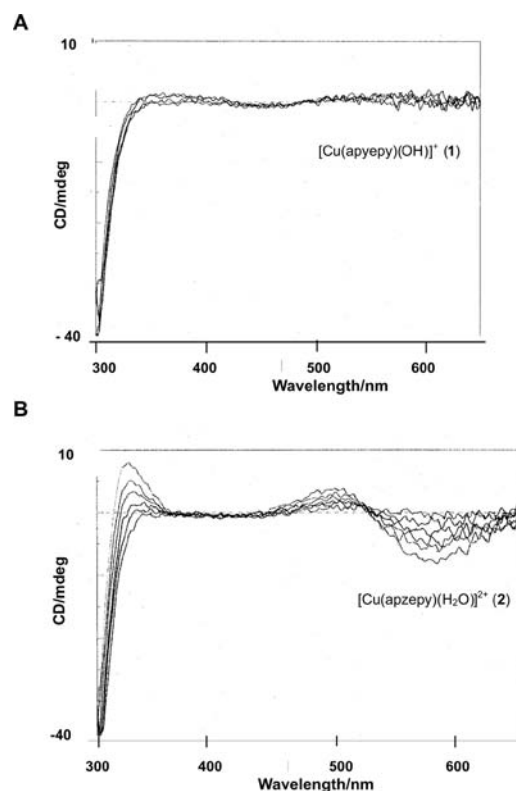 A
10
CD/mdeg
[Cu(apyepy)(OH)]⁺ (1)
- 40
300 400 500 600
Wavelength/nm
B
10
CD/mdeg
[Cu(apzepy)(H₂O)]²⁺ (2)
-40
300 400 500 600
Wavelength/nm